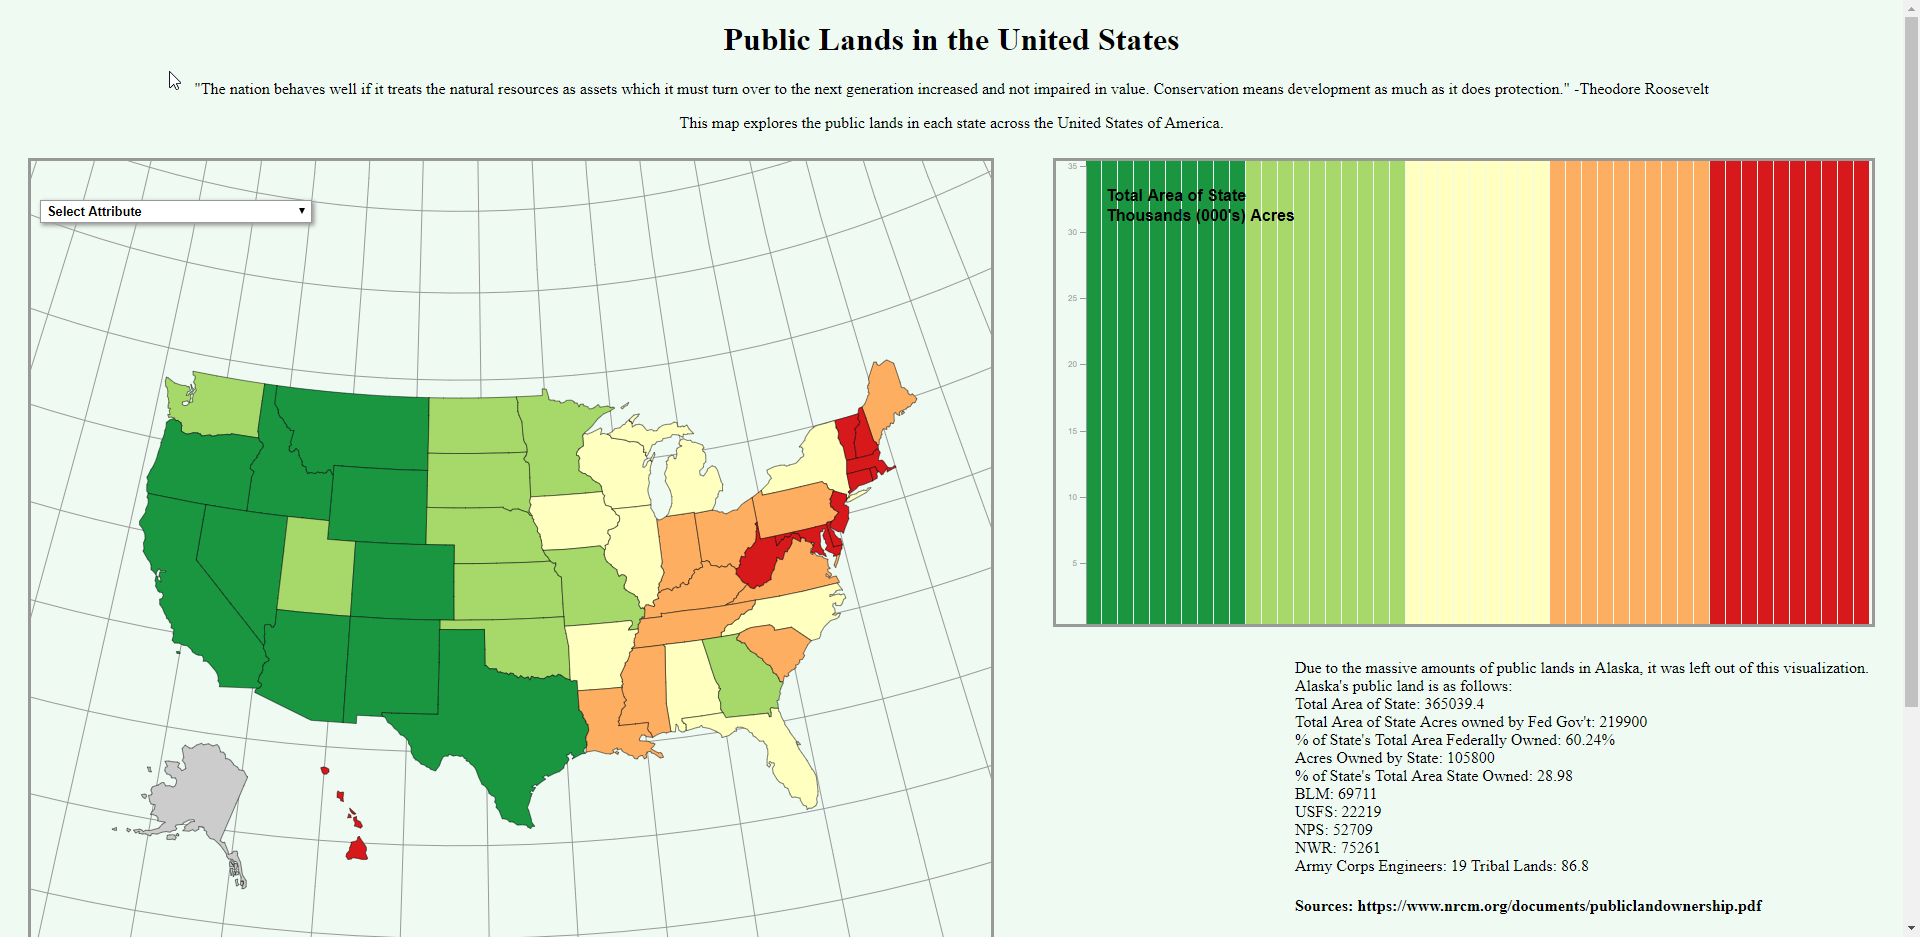 Public Lands in the United States
"The nation behaves well if it treats the natural resources as assets which it must turn over to the next generation increased and not impaired in value. Conservation means development as much as it does protection." -Theodore Roosevelt
This map explores the public lands in each state across the United States of America.
Select Attribute
Total Area of State
Thousands (000's) Acres
35
30
25
20
15
10
5
Due to the massive amounts of public lands in Alaska, it was left out of this visualization.
Alaska's public land is as follows:
Total Area of State: 365039.4
Total Area of State Acres owned by Fed Gov't: 219900
% of State's Total Area Federally Owned: 60.24%
Acres Owned by State: 105800
% of State's Total Area State Owned: 28.98
BLM: 69711
USFS: 22219
NPS: 52709
NWR: 75261
Army Corps Engineers: 19 Tribal Lands: 86.8
Sources: https://www.nrcm.org/documents/publiclandownership.pdf